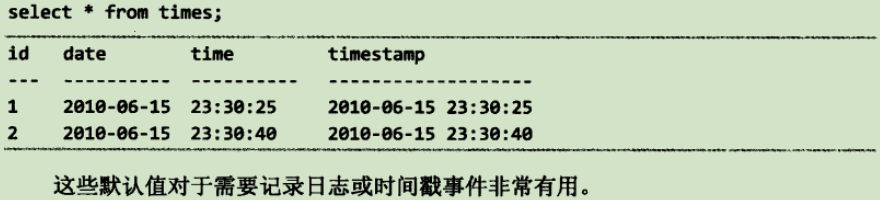 select * from times;
id date time timestamp
--- ---------- ---------- -------------------
1 2010-06-15 23:30:25 2010-06-15 23:30:25
2 2010-06-15 23:30:40 2010-06-15 23:30:40
这些默认值对于需要记录日志或时间戳事件非常有用。